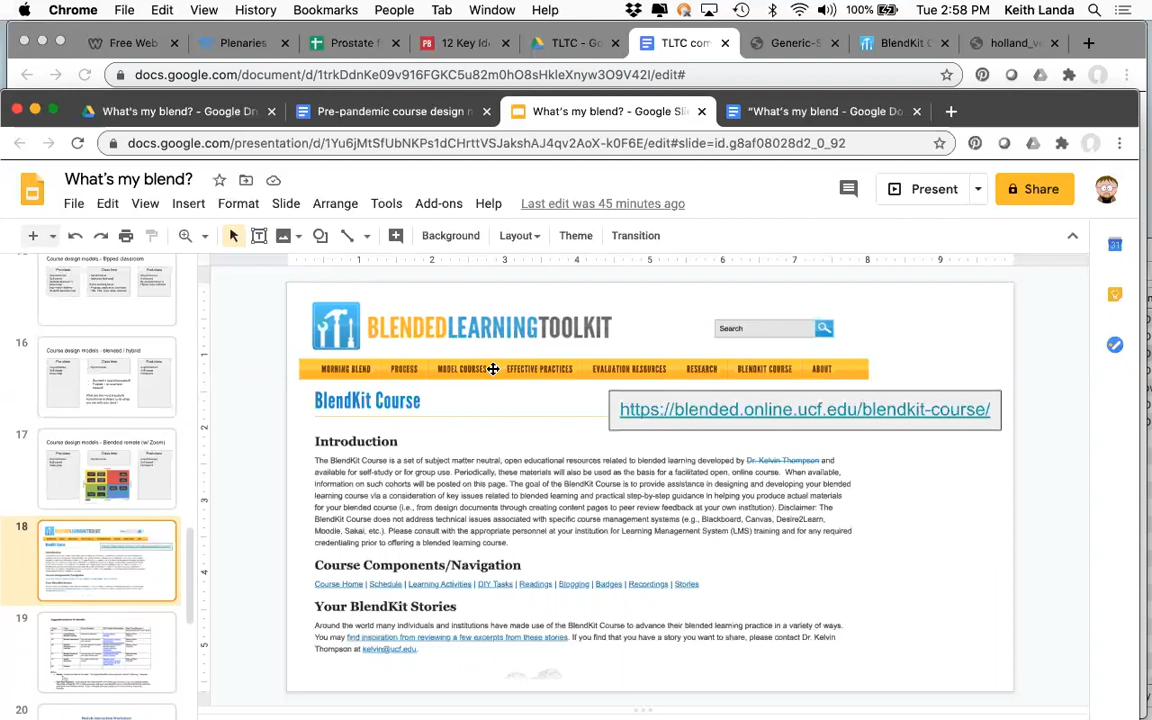 Chrome File Edit View History Bookmarks People Tab Window Help 100% Tue 2:58 PM Keith Landa
Free Web Plenaries Prostate f 12 Key Id TLTC - Go TLTC com Generic-S BlendKit C holland_ve
docs.google.com/document/d/1trkDdnKe09v916FGKC5u82m0hO8sHkleXnyw3O9V42I/edit#
What's my blend? - Google Dr Pre-pandemic course design n What's my blend? - Google Sli "What's my blend - Google Do
docs.google.com/presentation/d/1Yu6jMtSfUbNKPs1dCHrttVSJakshAJ4qv2AoX-k0F6E/edit#slide=id.g8af08028d2_0_92
What's my blend?
Present Share
File Edit View Insert Format Slide Arrange Tools Add-ons Help Last edit was 45 minutes ago
Background Layout Theme Transition
1 2 3 4 5 6 7 8 9
Course design models - flipped classroom
16
Course design models - blended / hybrid
17
Course design models - Blended remote (w/ Zoom)
18
19
20
BLENDEDLEARNINGTOOLKIT
Search
MORNING BLEND PROCESS MODEL COURSES EFFECTIVE PRACTICES EVALUATION RESOURCES RESEARCH BLENDKIT COURSE ABOUT
BlendKit Course
https://blended.online.ucf.edu/blendkit-course/
Introduction
The BlendKit Course is a set of subject matter neutral, open educational resources related to blended learning developed by Dr. Kelvin Thompson and
available for self-study or for group use. Periodically, these materials will also be used as the basis for a facilitated open, online course. When available,
information on such cohorts will be posted on this page. The goal of the BlendKit Course is to provide assistance in designing and developing your blended
learning course via a consideration of key issues related to blended learning and practical step-by-step guidance in helping you produce actual materials
for your blended course (i.e., from design documents through creating content pages to peer review feedback at your own institution). Disclaimer: The
BlendKit Course does not address technical issues associated with specific course management systems (e.g., Blackboard, Canvas, Desire2Learn,
Moodle, Sakai, etc.). Please consult with the appropriate personnel at your institution for Learning Management System (LMS) training and for any required
credentialing prior to offering a blended learning course.
Course Components/Navigation
Course Home | Schedule | Learning Activities | DIY Tasks | Readings | Blogging | Badges | Recordings | Stories
Your BlendKit Stories
Around the world many individuals and institutions have made use of the BlendKit Course to advance their blended learning practice in a variety of ways.
You may find inspiration from reviewing a few excerpts from these stories. If you find that you have a story you want to share, please contact Dr. Kelvin
Thompson at kelvin@ucf.edu.